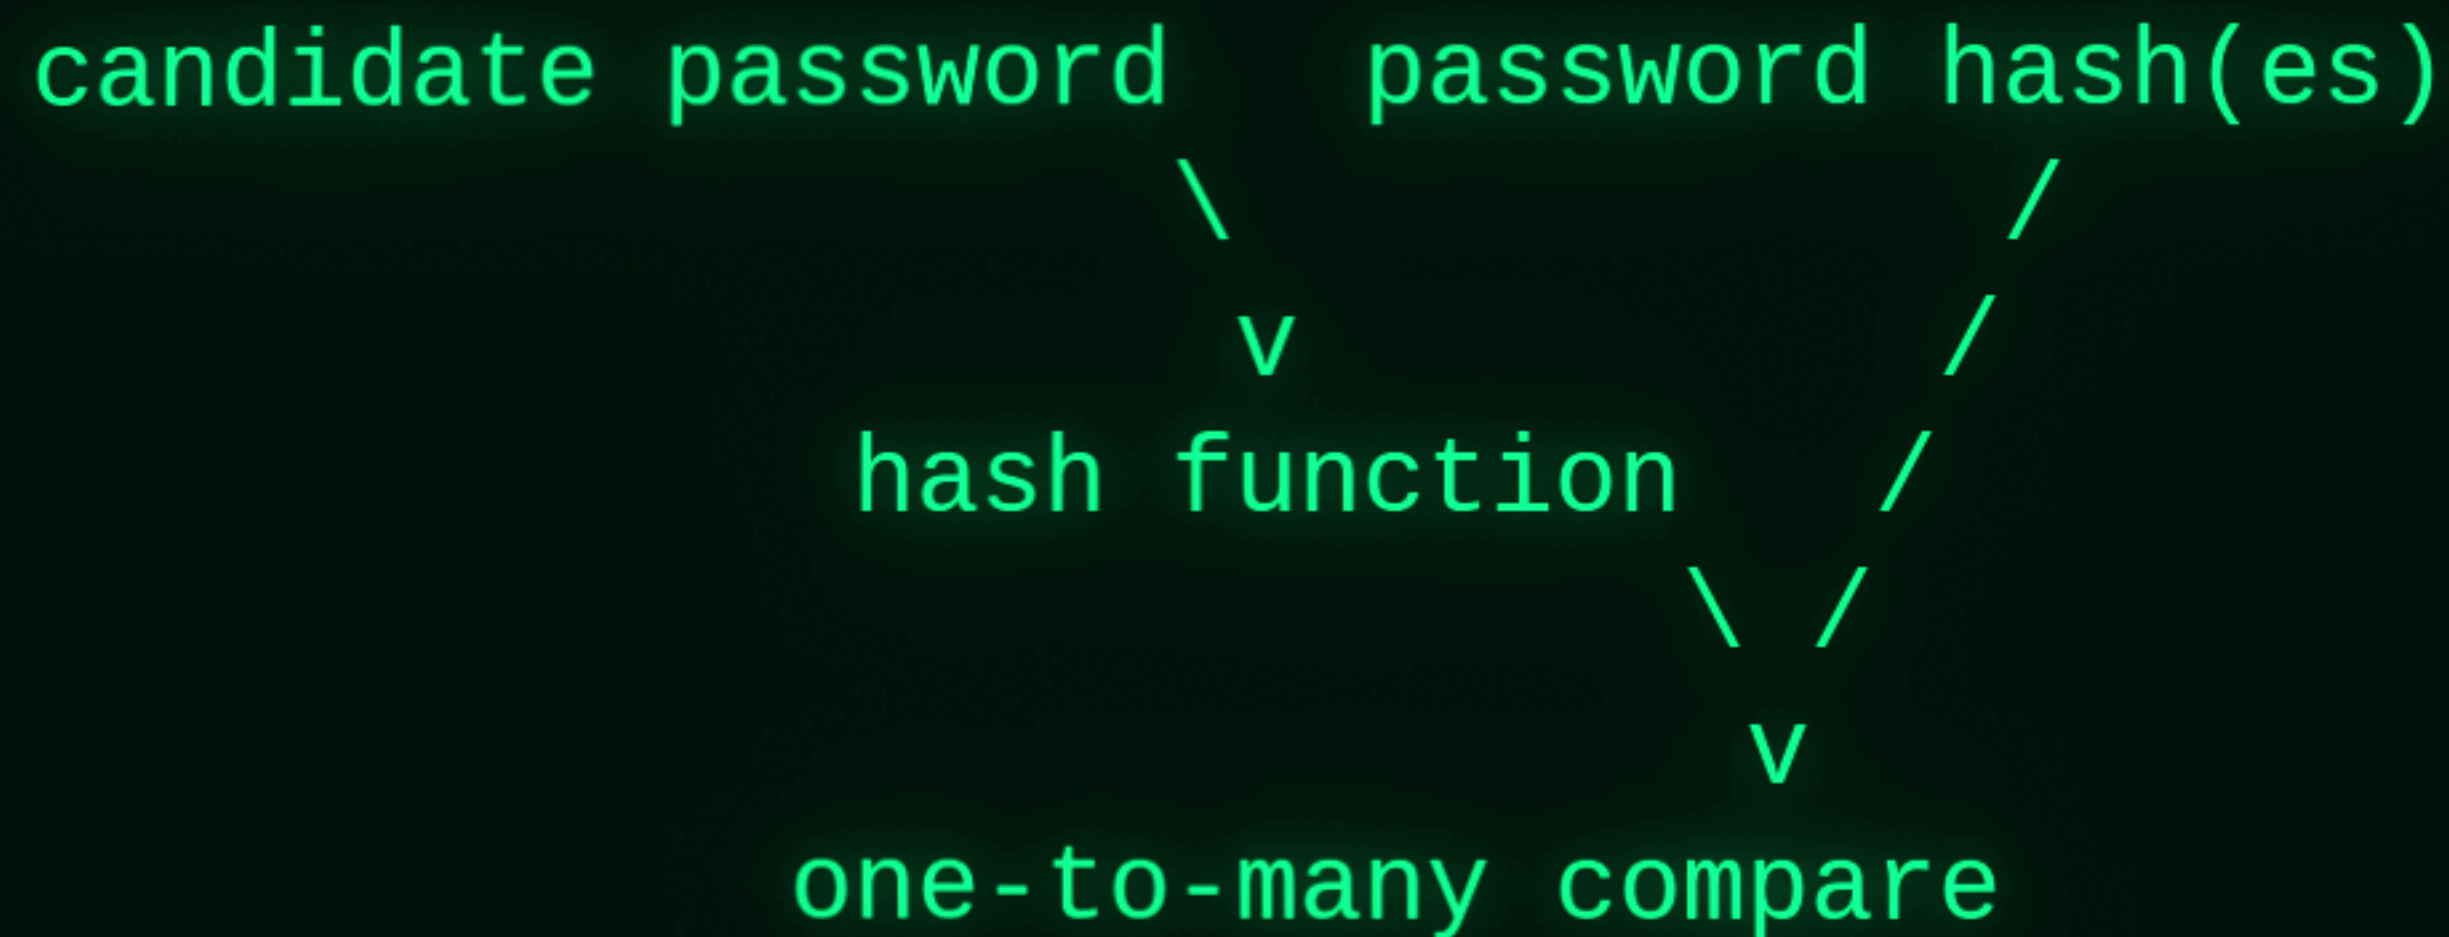 candidate password   password hash(es)
                  \            /
                   v          /
             hash function   /
                          \ /
                           v
            one-to-many compare